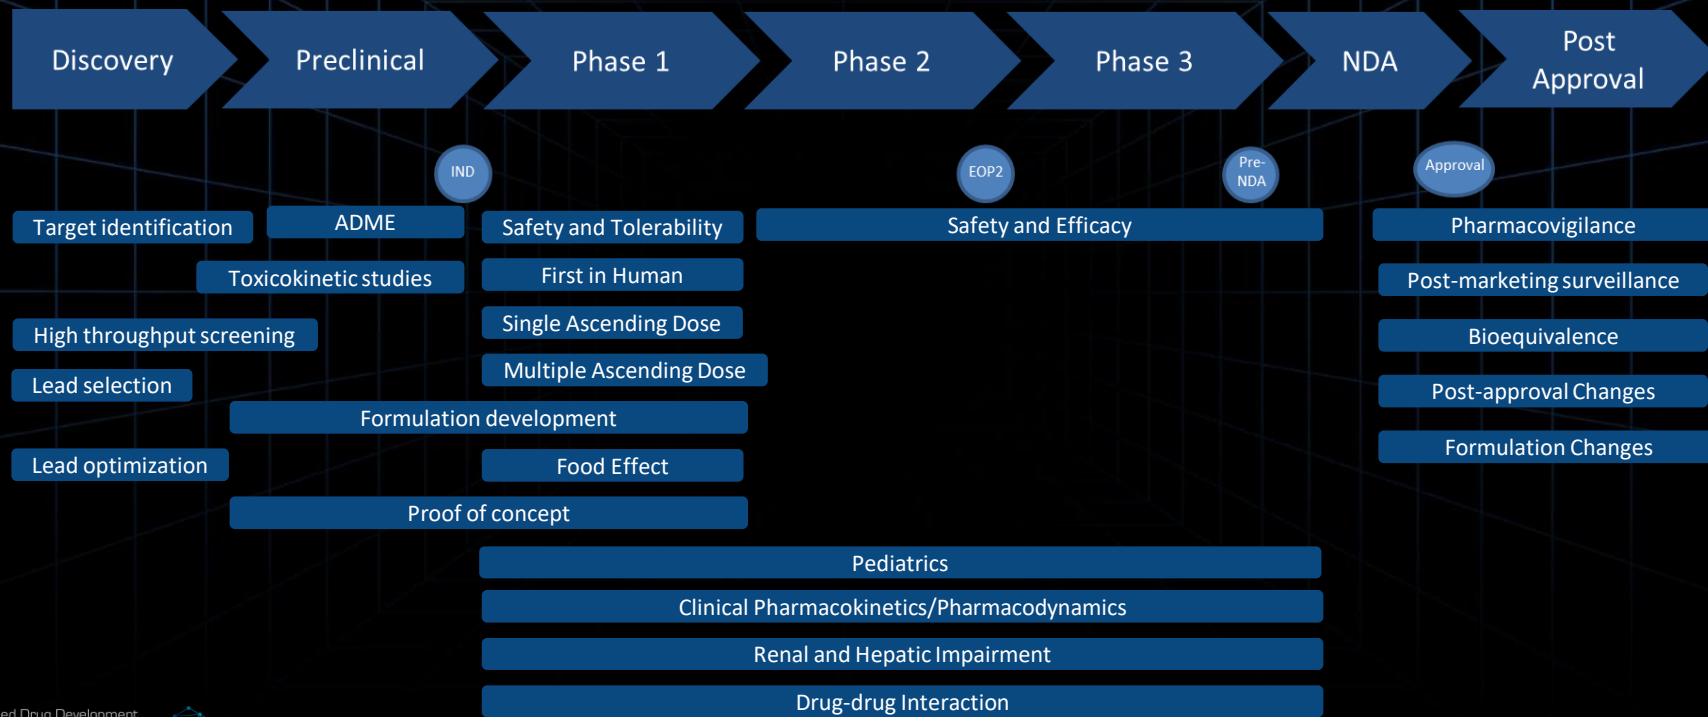 Discovery
Preclinical
Phase 1
Phase 2
Phase 3
NDA
Post
Approval
IND
EOP2
Pre-
NDA
Approval
Target identification
ADME
Safety and Tolerability
Safety and Efficacy
Pharmacovigilance
Toxicokinetic studies
First in Human
Post-marketing surveillance
High throughput screening
Single Ascending Dose
Bioequivalence
Lead selection
Multiple Ascending Dose
Post-approval Changes
Formulation development
Formulation Changes
Lead optimization
Food Effect
Proof of concept
Pediatrics
Clinical Pharmacokinetics/Pharmacodynamics
Renal and Hepatic Impairment
Drug-drug Interaction
Drug Development